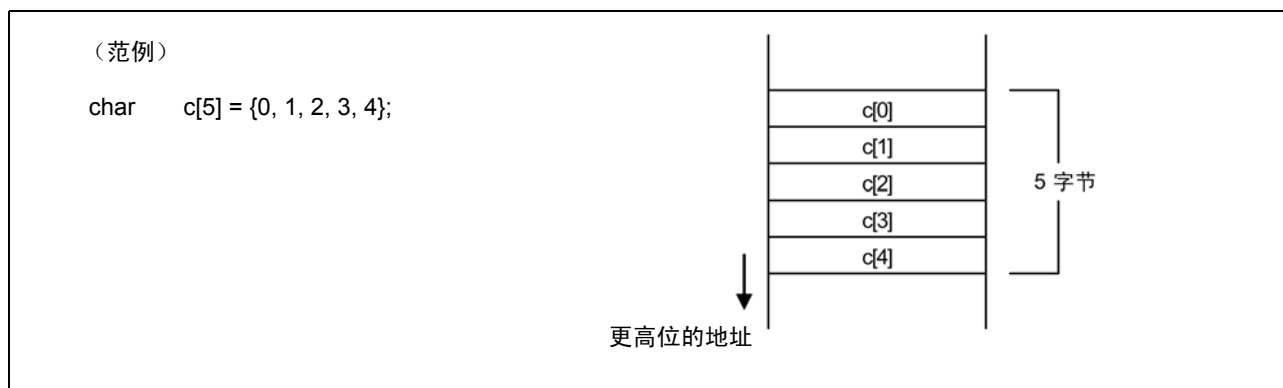 （范例）
char c[5] = {0, 1, 2, 3, 4};
c[0]
c[1]
c[2]
c[3]
c[4]
5 字节
更高位的地址